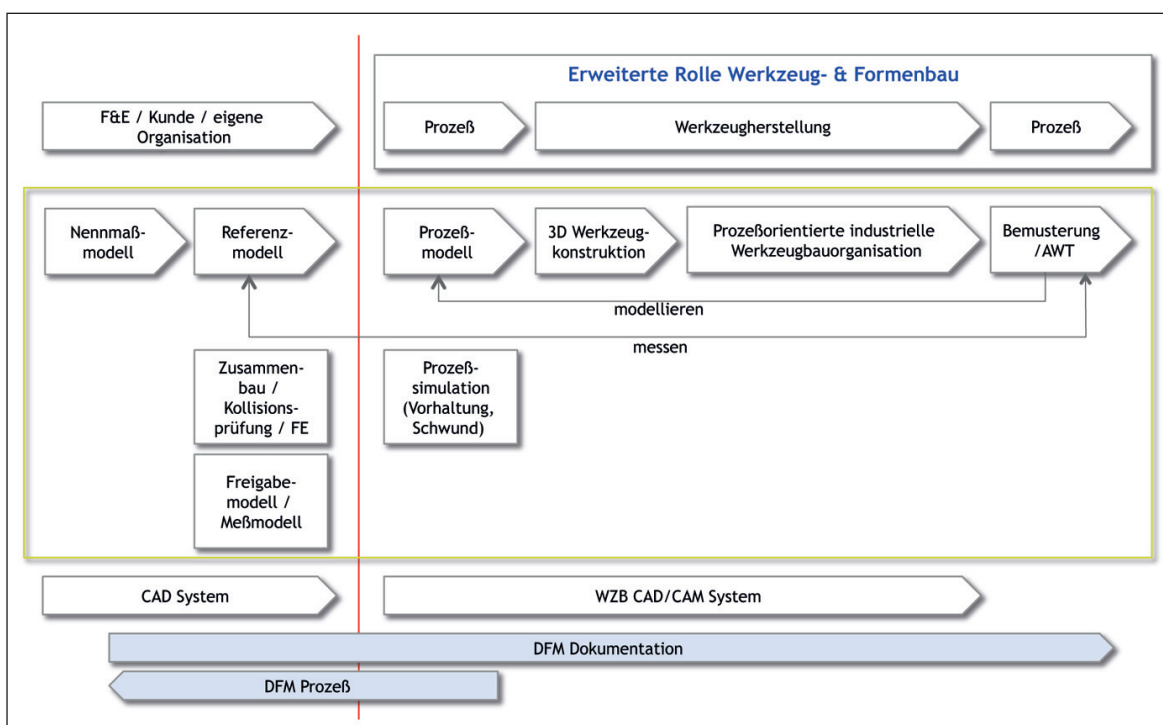 Erweiterte Rolle Werkzeug- & Formenbau
F&E / Kunde / eigene
Organisation
Prozeß
Werkzeugherstellung
Prozeß
Nennmaß-
modell
Referenz-
modell
Prozeß-
modell
3D Werkzeug-
konstruktion
Prozeßorientierte industrielle
Werkzeugbauorganisation
Bemusterung
/AWT
modellieren
messen
Zusammen-
bau /
Kollisions-
prüfung / FE
Prozeß-
simulation
(Vorhaltung,
Schwund)
Freigabe-
modell /
Meßmodell
CAD System
WZB CAD/CAM System
DFM Dokumentation
DFM Prozeß